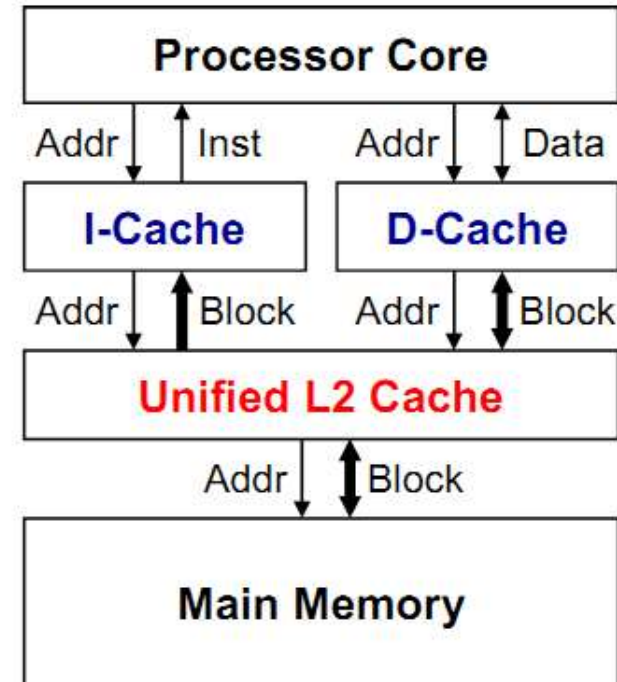 Processor Core
Addr Inst Addr Data
I-Cache D-Cache
Addr Block Addr Block
Unified L2 Cache
Addr Block
Main Memory